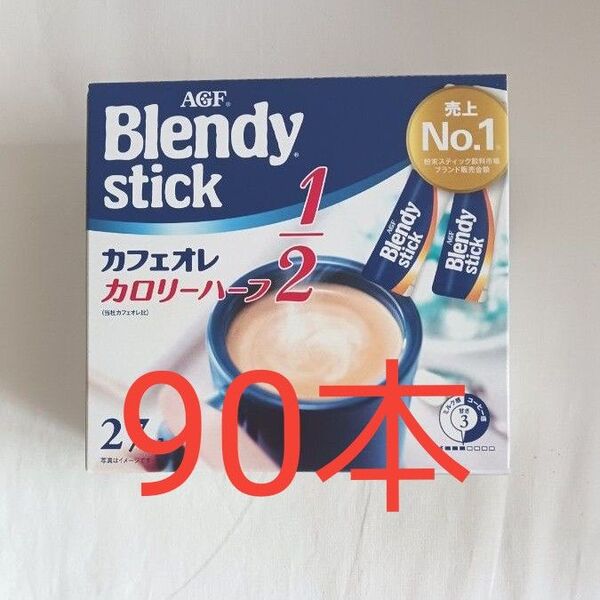 AGF®
Blendy®
stick
売上
No.1
粉末スティック飲料市場
ブランド販売金額
AGF
Blendy
stick
AGF
Blendy
stick
1/2
カフェオレ
カロリーハーフ
(当社カフェオレ比)
ミルク感
コーヒー感
甘さ
3
27
90本
写真はイメージです